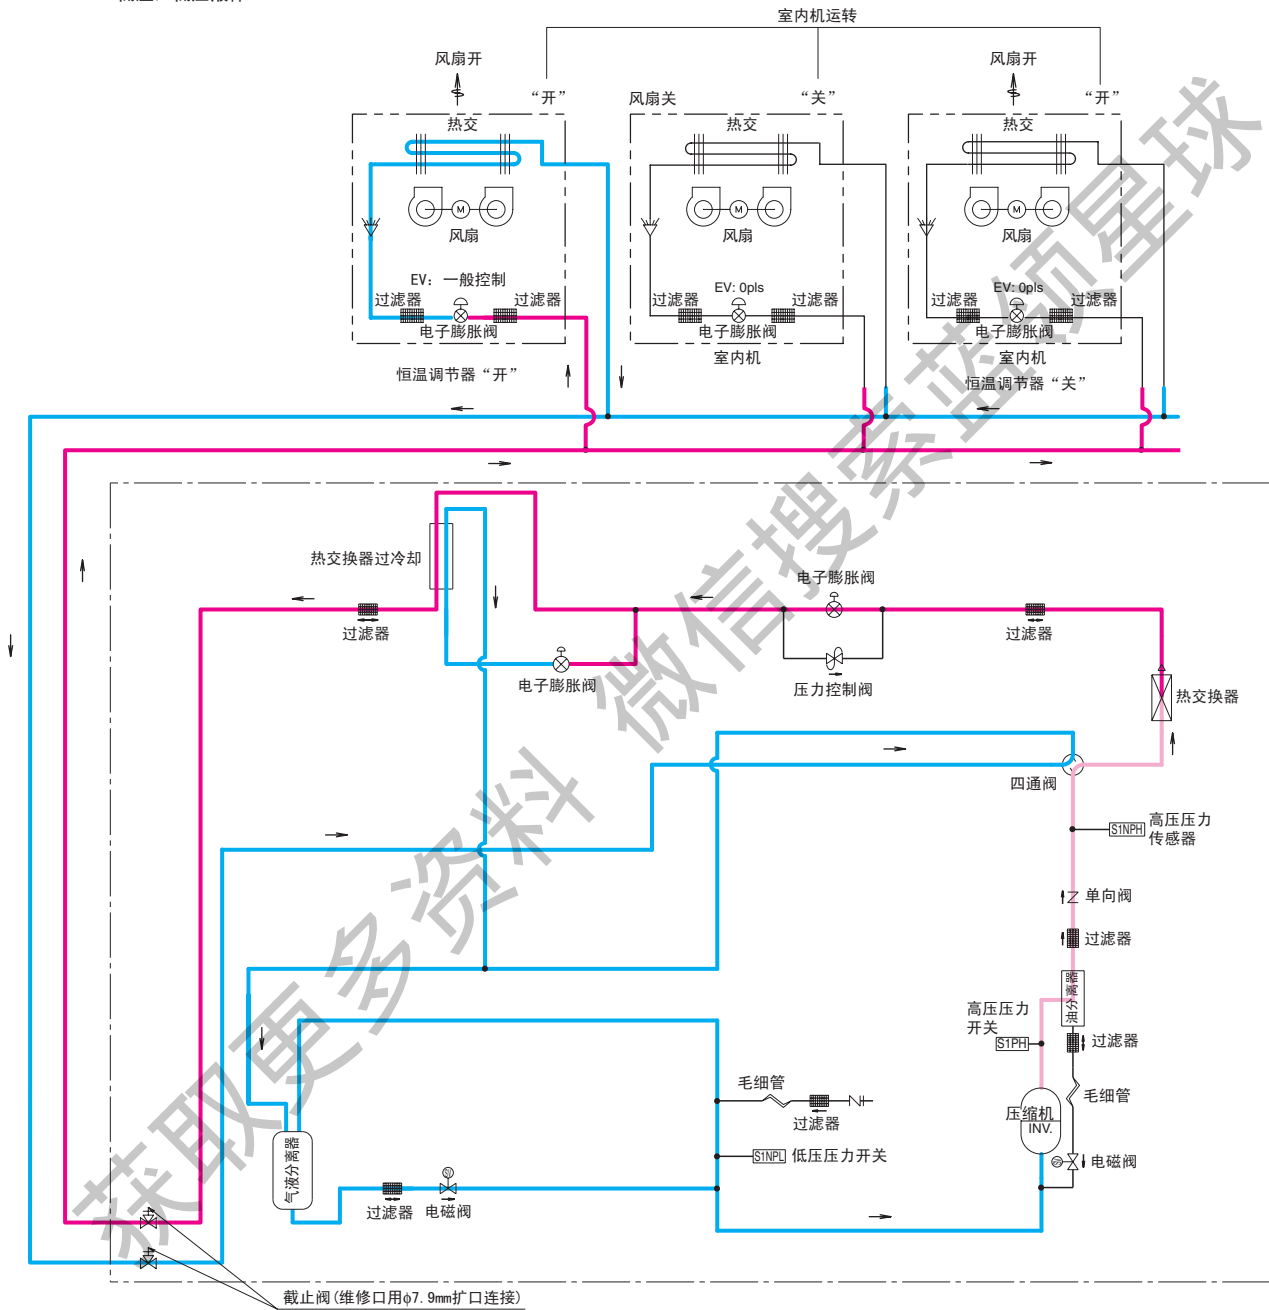 室内机运转
风扇开
“开”
风扇关
“关”
风扇开
“开”
热交
热交
热交
M
M
M
风扇
风扇
风扇
EV: 一般控制
EV: 0pls
EV: 0pls
过滤器
过滤器
过滤器
过滤器
过滤器
过滤器
电子膨胀阀
电子膨胀阀
电子膨胀阀
室内机
室内机
恒温调节器“开”
恒温调节器“关”
热交换器过冷却
电子膨胀阀
过滤器
过滤器
电子膨胀阀
压力控制阀
热交换器
四通阀
S1NPH
高压压力
传感器
单向阀
过滤器
油分离器
高压压力
开关
S1PH
过滤器
毛细管
毛细管
过滤器
压缩机
INV.
S1NPL 低压压力开关
气液分离器
过滤器
电磁阀
电磁阀
截止阀(维修口用φ7.9mm扩口连接)
获取更多资料 微信搜索蓝领星球